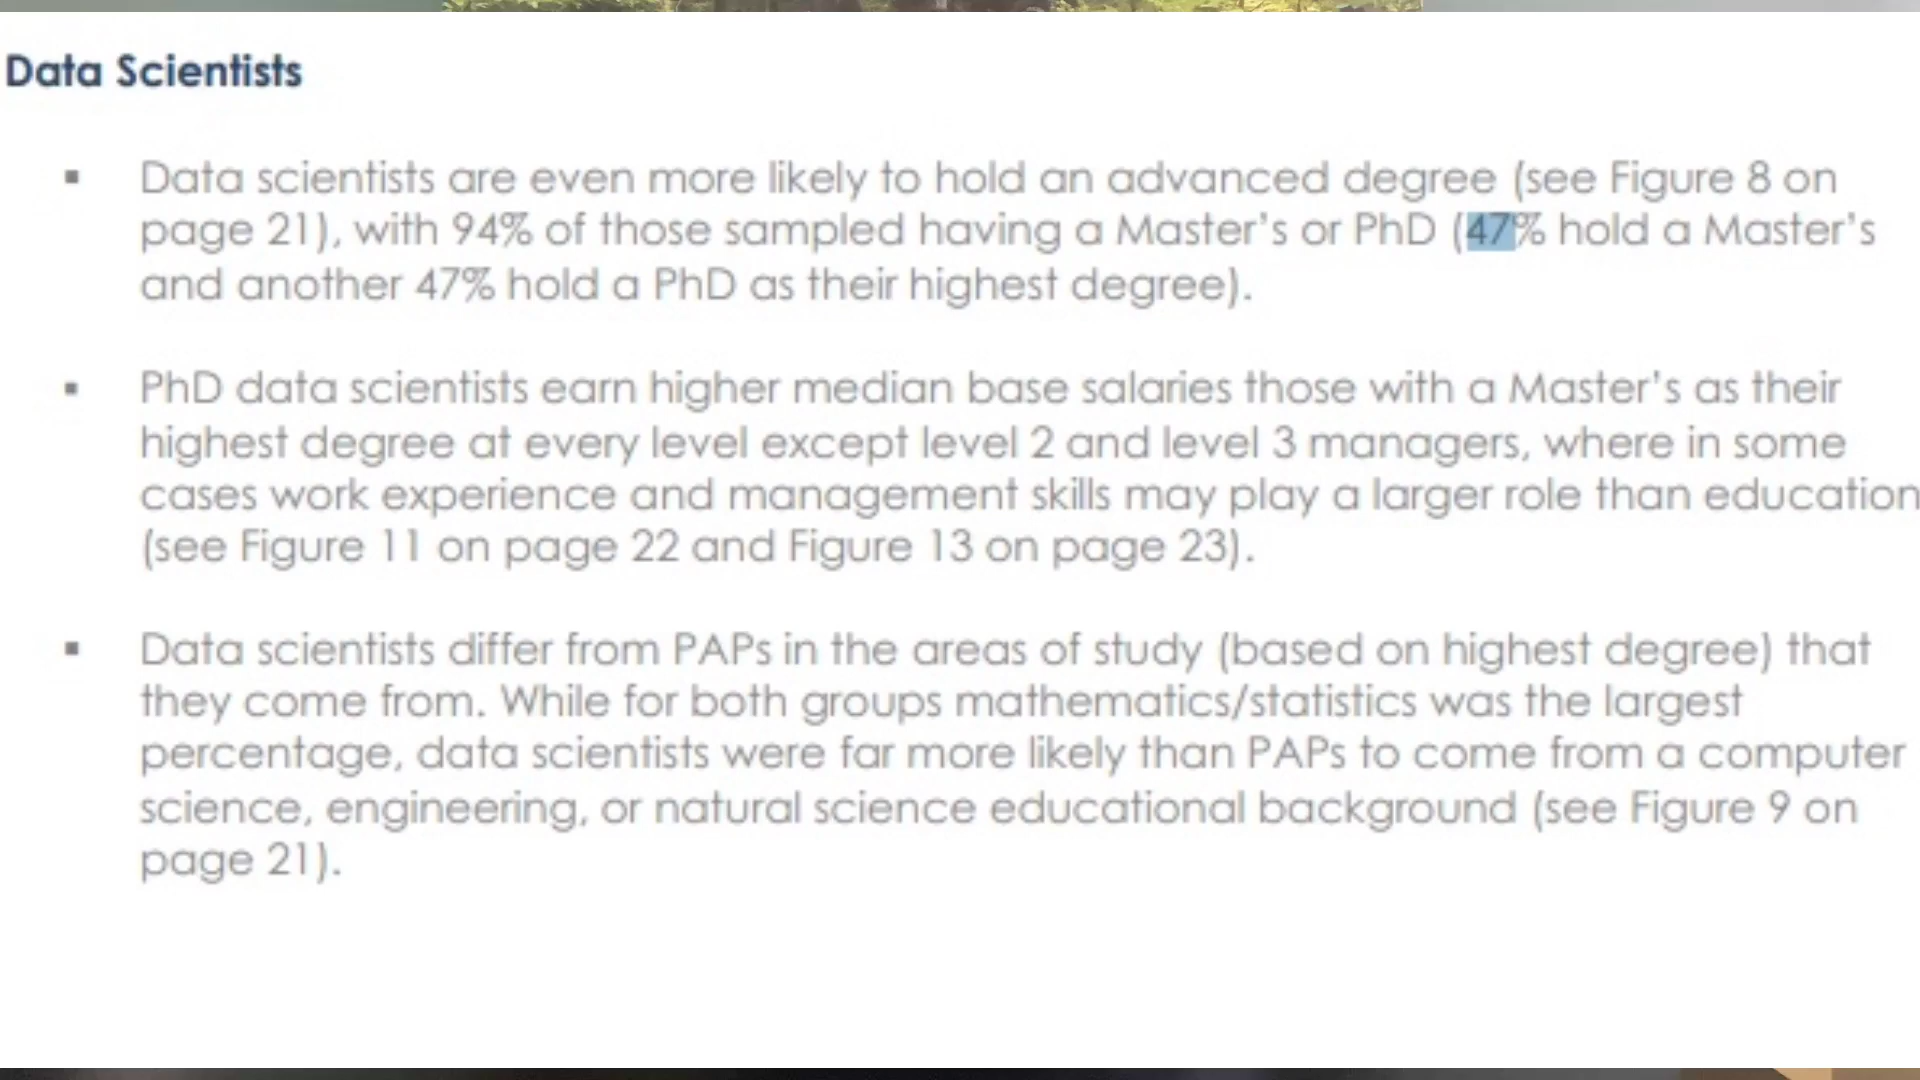 Data Scientists
▪ Data scientists are even more likely to hold an advanced degree (see Figure 8 on
page 21), with 94% of those sampled having a Master's or PhD (47% hold a Master's
and another 47% hold a PhD as their highest degree).
▪ PhD data scientists earn higher median base salaries those with a Master's as their
highest degree at every level except level 2 and level 3 managers, where in some
cases work experience and management skills may play a larger role than education
(see Figure 11 on page 22 and Figure 13 on page 23).
▪ Data scientists differ from PAPs in the areas of study (based on highest degree) that
they come from. While for both groups mathematics/statistics was the largest
percentage, data scientists were far more likely than PAPs to come from a computer
science, engineering, or natural science educational background (see Figure 9 on
page 21).